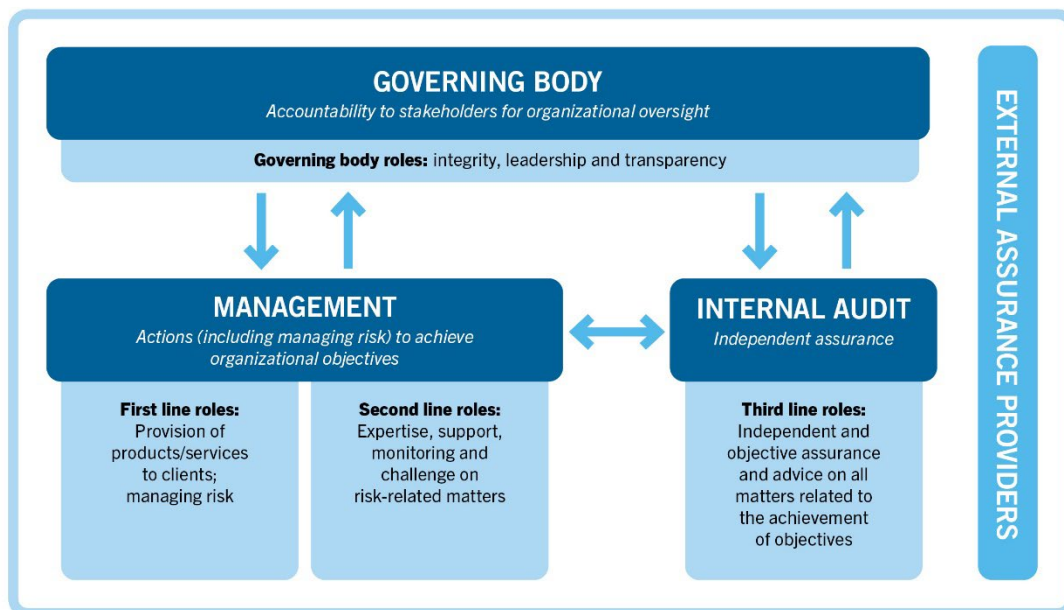 GOVERNING BODY
Accountability to stakeholders for organizational oversight
Governing body roles: integrity, leadership and transparency
MANAGEMENT
Actions (including managing risk) to achieve
organizational objectives
First line roles:
Provision of
products/services
to clients;
managing risk
Second line roles:
Expertise, support,
monitoring and
challenge on
risk-related matters
INTERNAL AUDIT
Independent assurance
Third line roles:
Independent and
objective assurance
and advice on all
matters related to
the achievement
of objectives
EXTERNAL ASSURANCE PROVIDERS